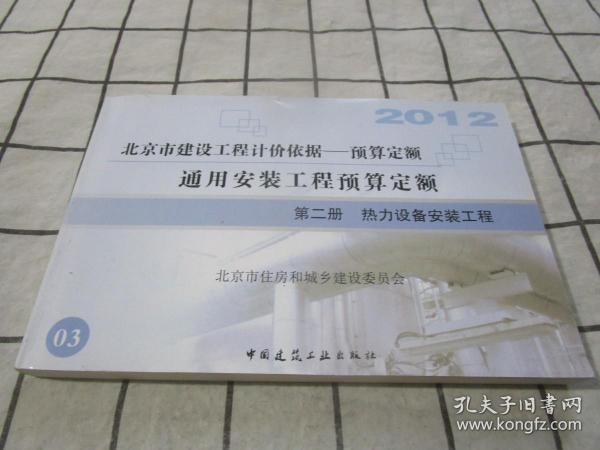 2012
北京市建设工程计价依据——预算定额
通用安装工程预算定额
第二册 热力设备安装工程
北京市住房和城乡建设委员会
03
中国建筑工业出版社
孔夫子旧书网
www.kongfz.com